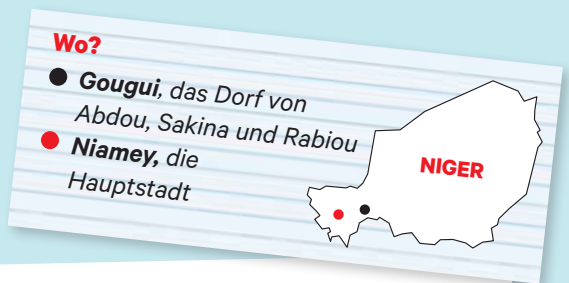 Wo?
Gougui, das Dorf von
Abdou, Sakina und Rabiou
Niamey, die
Hauptstadt
NIGER